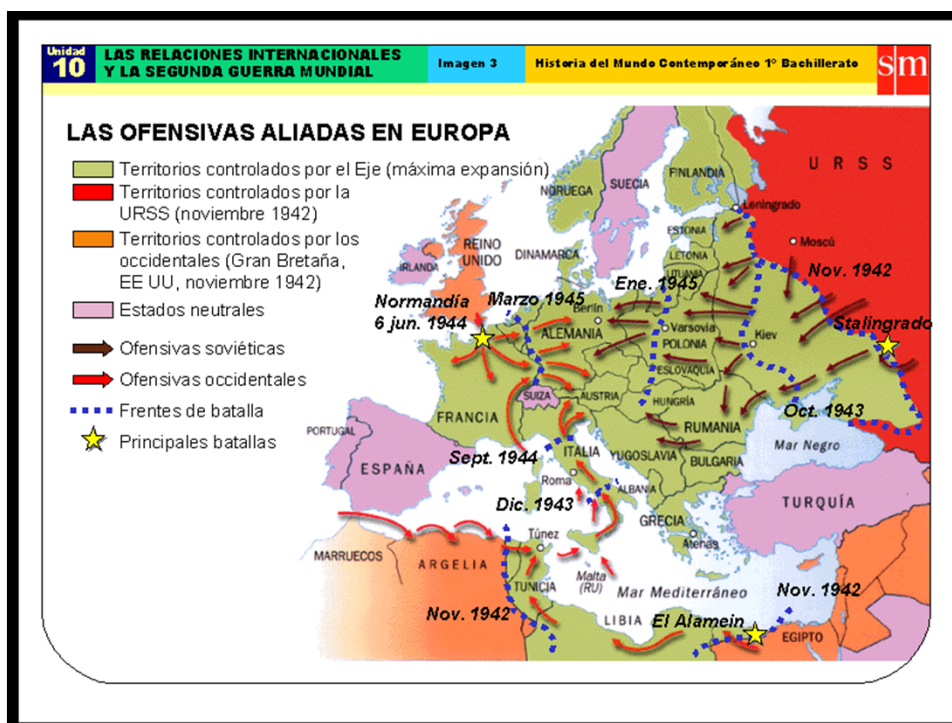 Unidad
10
LAS RELACIONES INTERNACIONALES
Y LA SEGUNDA GUERRA MUNDIAL
Imagen 3
Historia del Mundo Contemporáneo 1º Bachillerato
sm
LAS OFENSIVAS ALIADAS EN EUROPA
Territorios controlados por el Eje (máxima expansión)
Territorios controlados por la
URSS (noviembre 1942)
Territorios controlados por los
occidentales (Gran Bretaña,
EE UU, noviembre 1942)
Estados neutrales
Ofensivas soviéticas
Ofensivas occidentales
Frentes de batalla
Principales batallas
URSS
FINLANDIA
SUECIA
NORUEGA
Leningrado
ESTONIA
Moscú
REINO
UNIDO
DINAMARCA
LETONIA
IRLANDA
LITUANIA
Nov. 1942
Ene. 1945
Normandía
6 jun. 1944
Marzo 1945
Berlín
Stalingrado
ALEMANIA
Varsovia
POLONIA
Kiev
ESLOVAQUIA
SUIZA
AUSTRIA
HUNGRÍA
Oct. 1943
FRANCIA
RUMANIA
PORTUGAL
Mar Negro
Sept. 1944
ITALIA
YUGOSLAVIA
BULGARIA
ESPAÑA
Roma
ALBANIA
Dic. 1943
TURQUÍA
GRECIA
Atenas
Túnez
MARRUECOS
ARGELIA
Malta
(RU)
TUNICIA
Mar Mediterráneo
Nov. 1942
Nov. 1942
LIBIA
El Alamein
EGIPTO